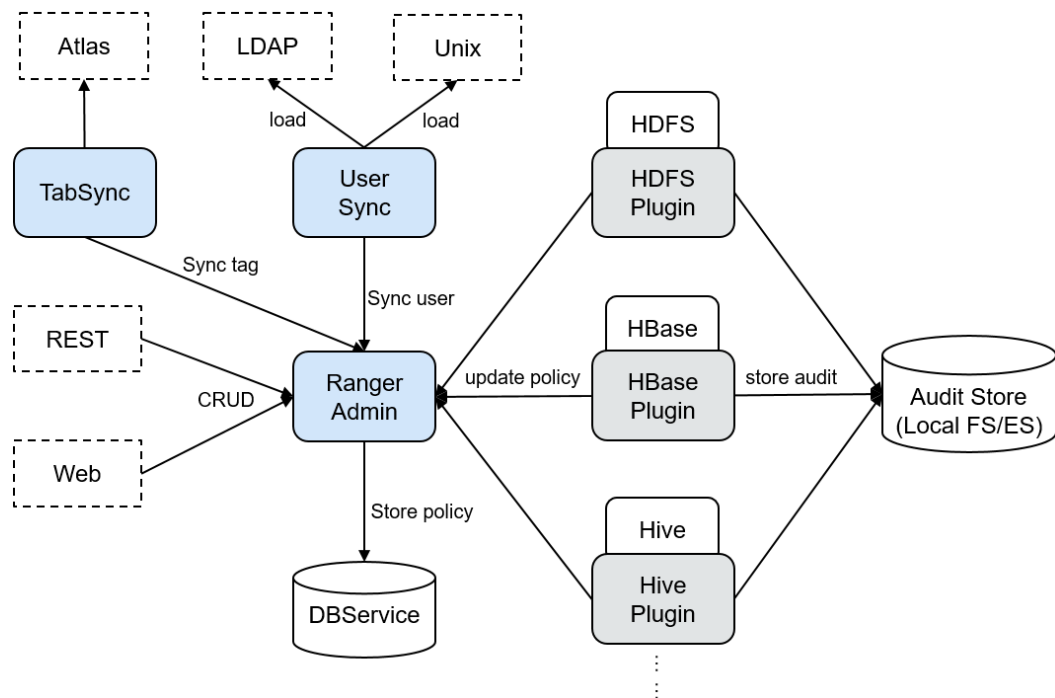 Atlas
LDAP
Unix
load
load
HDFS
TabSync
User
Sync
HDFS
Plugin
Sync tag
Sync user
REST
HBase
Ranger
Admin
update policy
HBase
Plugin
store audit
Audit Store
(Local FS/ES)
CRUD
Web
Store policy
Hive
DBService
Hive
Plugin